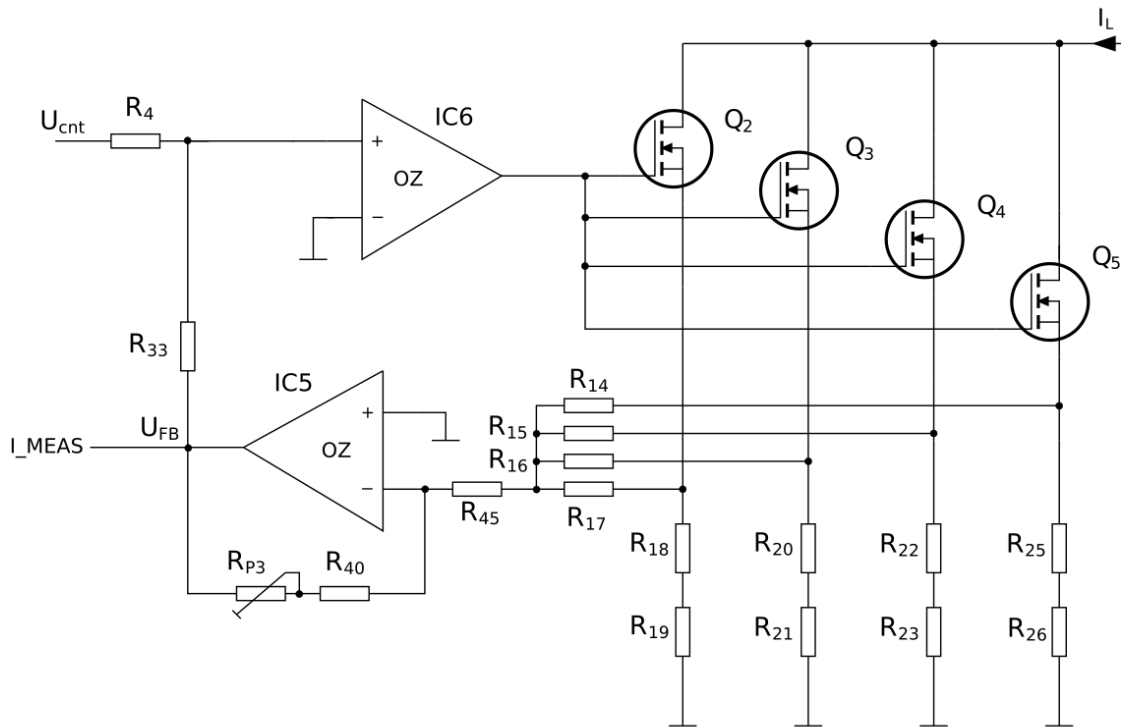 I_L
R_4
U_cnt
IC6
Q_2
+
OZ
−
Q_3
Q_4
Q_5
R_33
IC5
R_14
+
U_FB
I_MEAS
OZ
R_15
R_16
−
R_45
R_17
R_P3
R_40
R_18
R_20
R_22
R_25
R_19
R_21
R_23
R_26